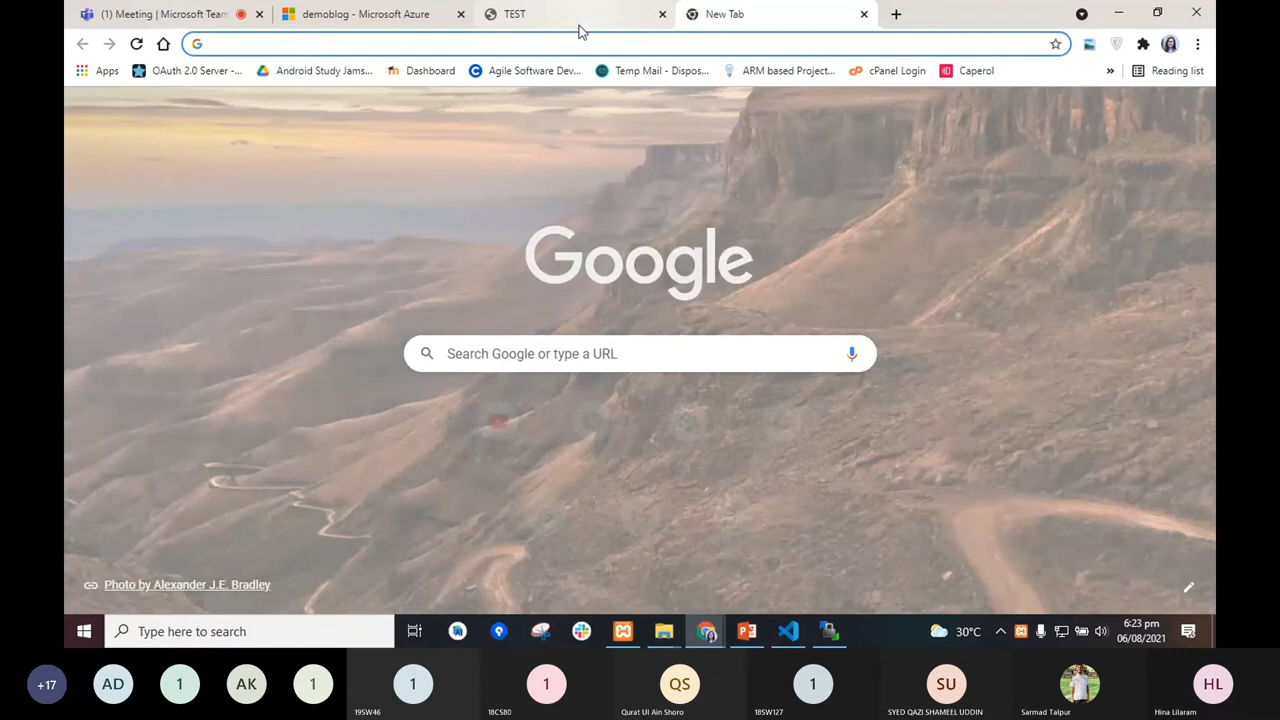 (1) Meeting | Microsoft Team
demoblog - Microsoft Azure
TEST
New Tab
Apps
OAuth 2.0 Server -...
Android Study Jams...
Dashboard
Agile Software Dev...
Temp Mail - Dispos...
ARM based Project...
cPanel Login
Caperol
»
Reading list
Google
Search Google or type a URL
Photo by Alexander J.E. Bradley
Type here to search
30°C
6:23 pm
06/08/2021
+17
AD
1
AK
1
1
19SW46
1
18CS80
QS
Qurat Ul Ain Shoro
1
18SW127
SU
SYED QAZI SHAMEEL UDDIN
Sarmad Talpur
HL
Hina Lilaram